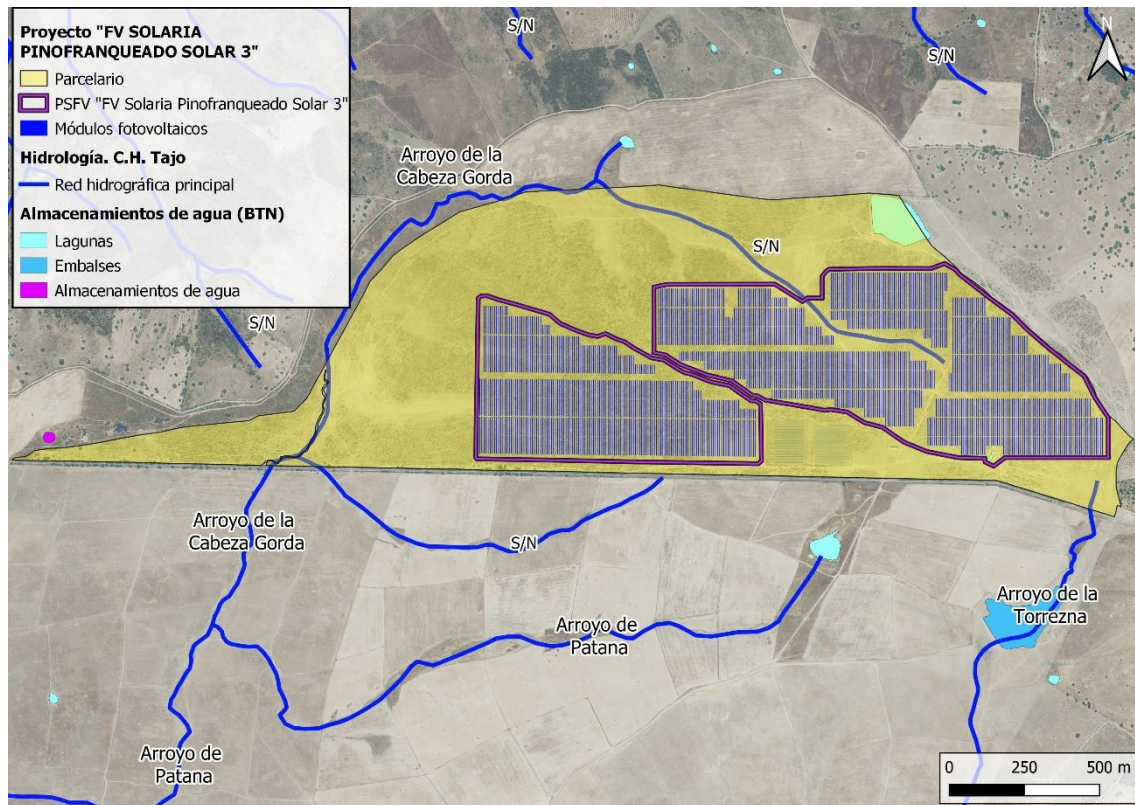 Proyecto "FV SOLARIA
PINOFRANQUEADO SOLAR 3"
Parcelario
PSFV "FV Solaria Pinofranqueado Solar 3"
Módulos fotovoltaicos
Hidrología. C.H. Tajo
Red hidrográfica principal
Almacenamientos de agua (BTN)
Lagunas
Embalses
Almacenamientos de agua
S/N
S/N
N
Arroyo de la
Cabeza Gorda
S/N
S/N
Arroyo de la
Cabeza Gorda
S/N
Arroyo de
Patana
Arroyo de la
Torrezna
Arroyo de
Patana
0 250 500 m